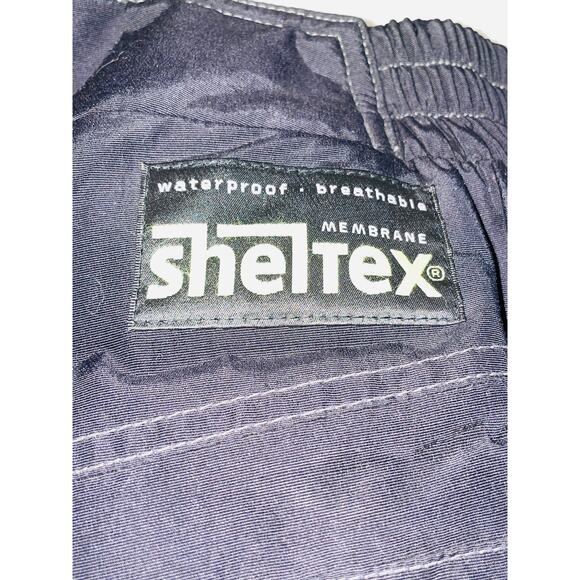 waterproof · breathable
MEMBRANE
shelTex®